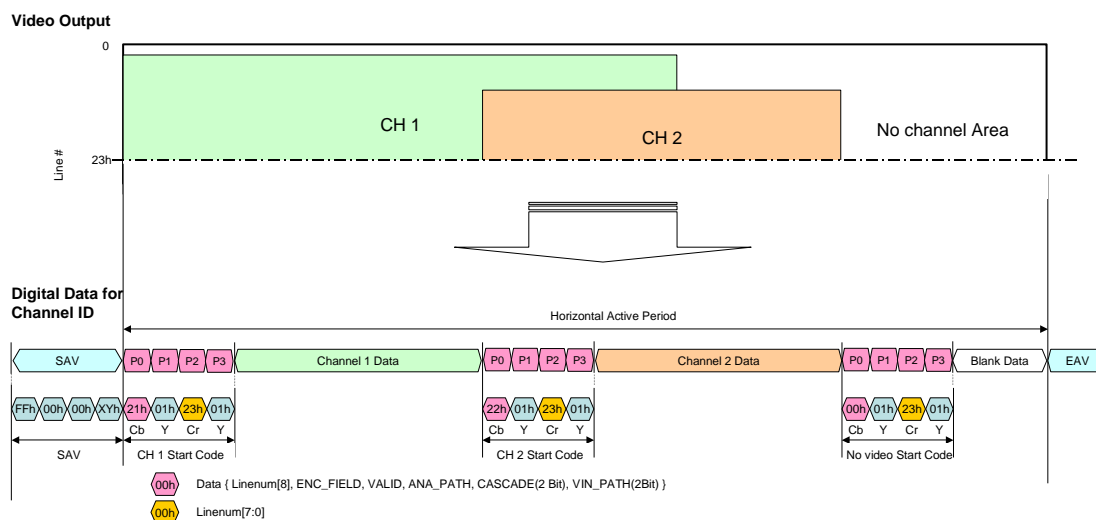 Video Output
0
CH 1
CH 2
No channel Area
Line #
23h
Digital Data for
Channel ID
Horizontal Active Period
SAV P0 P1 P2 P3 Channel 1 Data P0 P1 P2 P3 Channel 2 Data P0 P1 P2 P3 Blank Data EAV
FFh 00h 00h XYh 21h 01h 23h 01h 22h 01h 23h 01h 00h 01h 23h 01h
Cb Y Cr Y Cb Y Cr Y Cb Y Cr Y
SAV CH 1 Start Code CH 2 Start Code No video Start Code
00h Data { Linenum[8], ENC_FIELD, VALID, ANA_PATH, CASCADE(2 Bit), VIN_PATH(2Bit) }
00h Linenum[7:0]